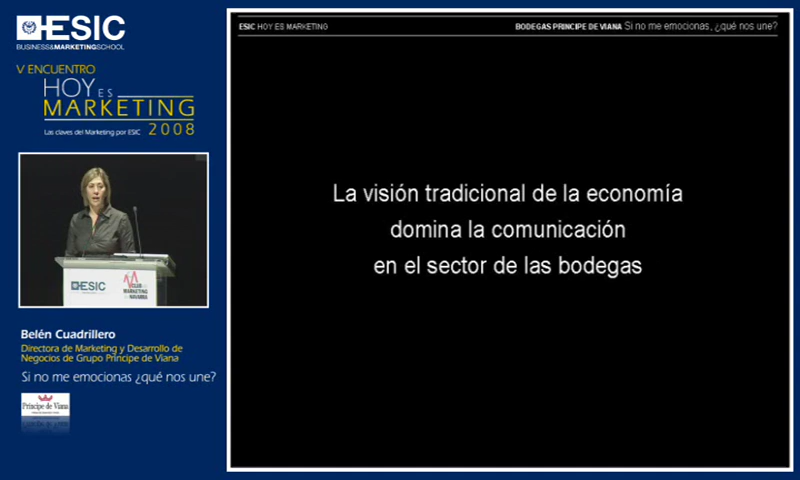 ESIC
BUSINESS&MARKETINGSCHOOL
V ENCUENTRO
HOY ES
MARKETING
Las claves del Marketing por ESIC 2008
ESIC
MARKETING
NAVARRA
Belén Cuadrillero
Directora de Marketing y Desarrollo de
Negocios de Grupo Príncipe de Viana
Si no me emocionas ¿qué nos une?
Príncipe de Viana
ESIC HOY ES MARKETING
BODEGAS PRINCIPE DE VIANA Si no me emocionas, ¿qué nos une?
La visión tradicional de la economía
domina la comunicación
en el sector de las bodegas